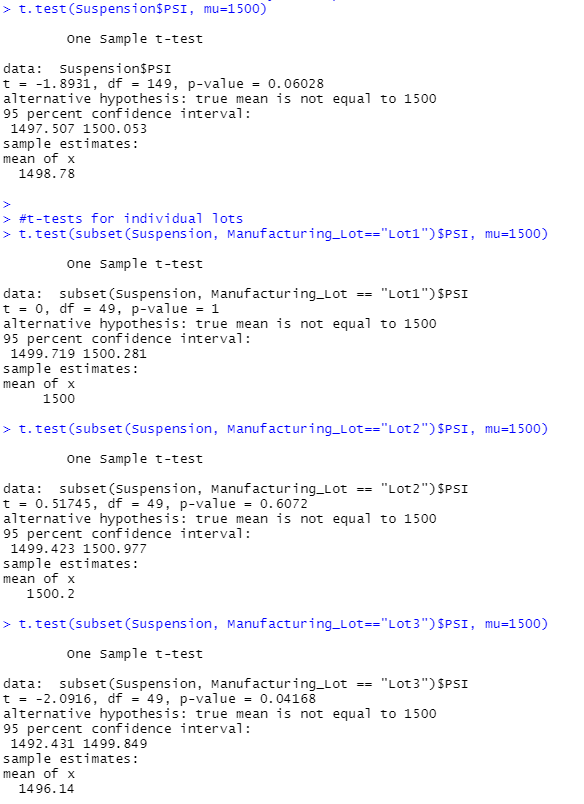 > t.test(Suspension$PSI, mu=1500)
One Sample t-test
data:  Suspension$PSI
t = -1.8931, df = 149, p-value = 0.06028
alternative hypothesis: true mean is not equal to 1500
95 percent confidence interval:
1497.507 1500.053
sample estimates:
mean of x
1498.78
>
> #t-tests for individual lots
> t.test(subset(Suspension, Manufacturing_Lot=="Lot1")$PSI, mu=1500)
One Sample t-test
data:  subset(Suspension, Manufacturing_Lot == "Lot1")$PSI
t = 0, df = 49, p-value = 1
alternative hypothesis: true mean is not equal to 1500
95 percent confidence interval:
1499.719 1500.281
sample estimates:
mean of x
1500
> t.test(subset(Suspension, Manufacturing_Lot=="Lot2")$PSI, mu=1500)
One Sample t-test
data:  subset(Suspension, Manufacturing_Lot == "Lot2")$PSI
t = 0.51745, df = 49, p-value = 0.6072
alternative hypothesis: true mean is not equal to 1500
95 percent confidence interval:
1499.423 1500.977
sample estimates:
mean of x
1500.2
> t.test(subset(Suspension, Manufacturing_Lot=="Lot3")$PSI, mu=1500)
One Sample t-test
data:  subset(Suspension, Manufacturing_Lot == "Lot3")$PSI
t = -2.0916, df = 49, p-value = 0.04168
alternative hypothesis: true mean is not equal to 1500
95 percent confidence interval:
1492.431 1499.849
sample estimates:
mean of x
1496.14